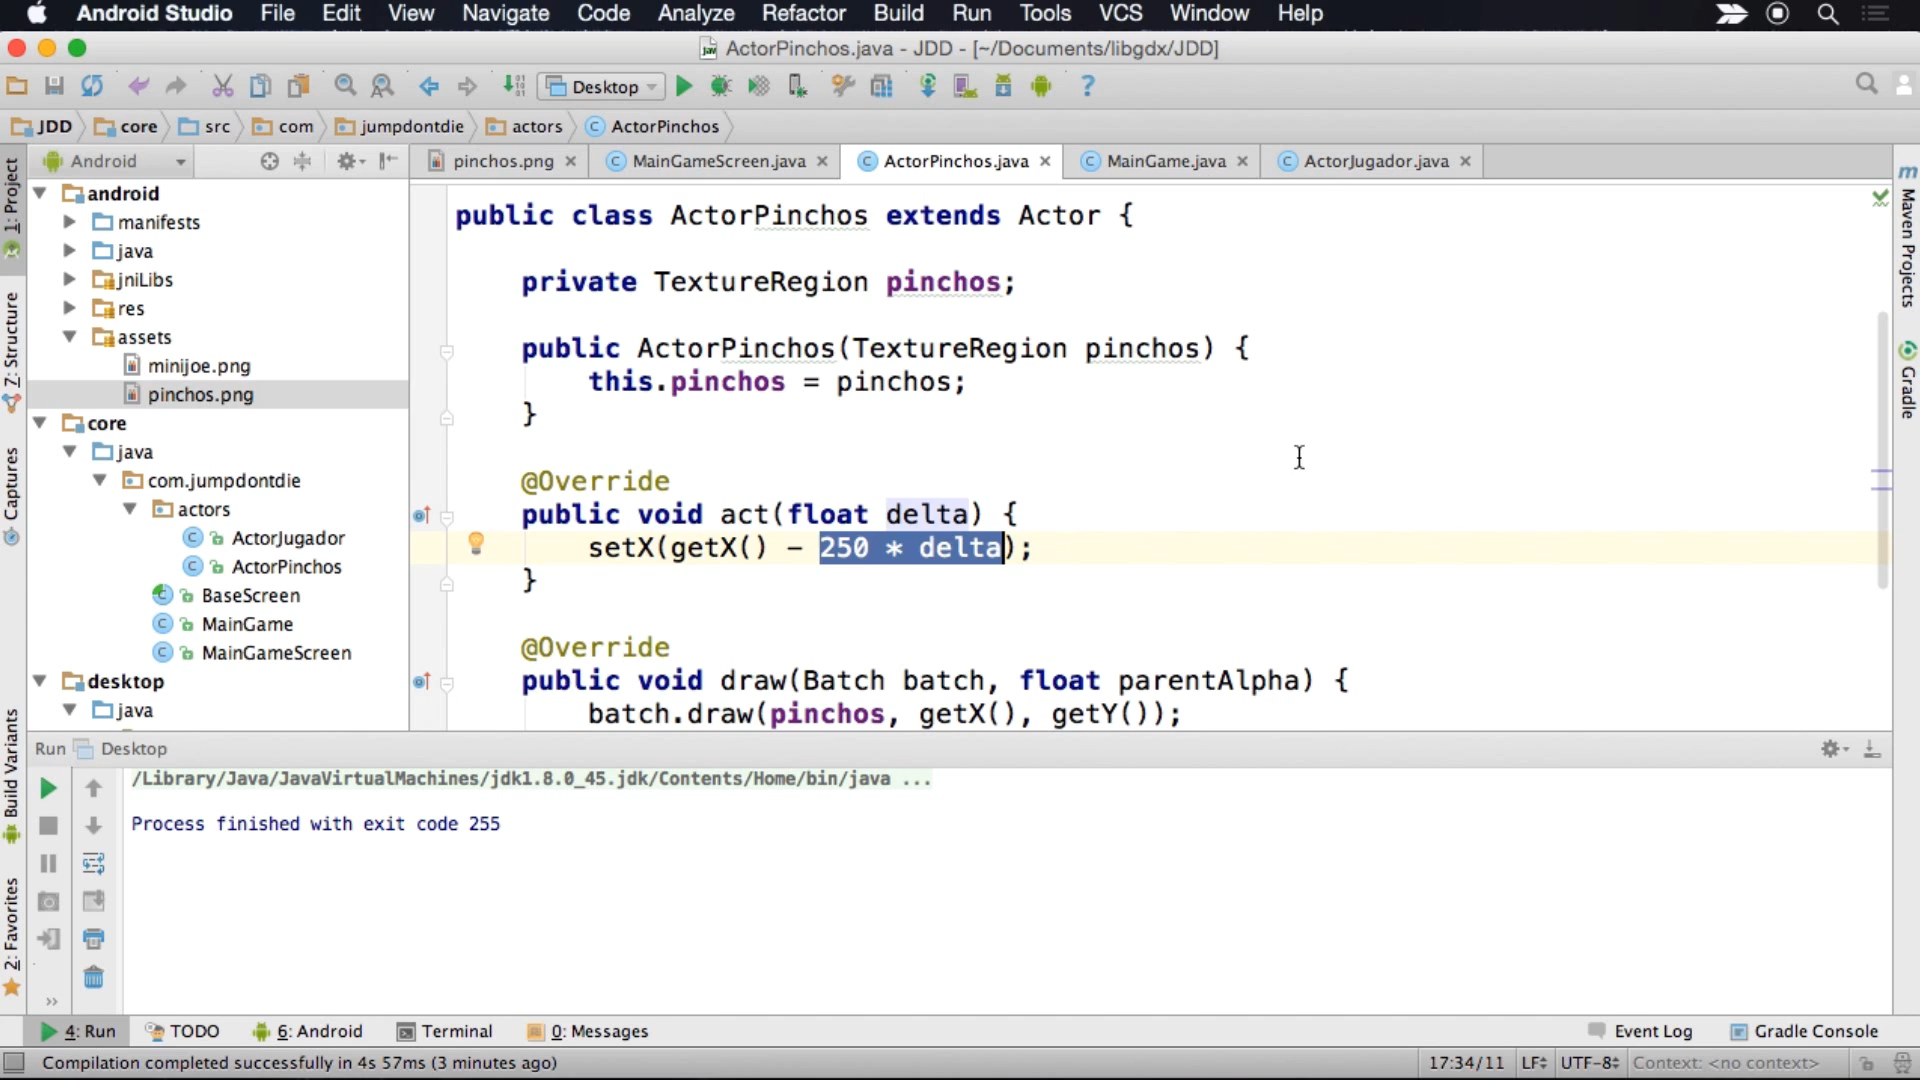 Android Studio File Edit View Navigate Code Analyze Refactor Build Run Tools VCS Window Help
ActorPinchos.java - JDD - [~/Documents/libgdx/JDD]
Desktop
JDD core src com jumpdontdie actors ActorPinchos
Android
pinchos.png MainGameScreen.java ActorPinchos.java MainGame.java ActorJugador.java
1: Project
7: Structure
Captures
Build Variants
2: Favorites
android
manifests
java
jniLibs
res
assets
minijoe.png
pinchos.png
core
java
com.jumpdontdie
actors
ActorJugador
ActorPinchos
BaseScreen
MainGame
MainGameScreen
desktop
java
public class ActorPinchos extends Actor {
private TextureRegion pinchos;
public ActorPinchos(TextureRegion pinchos) {
this.pinchos = pinchos;
}
@Override
public void act(float delta) {
setX(getX() - 250 * delta);
}
@Override
public void draw(Batch batch, float parentAlpha) {
batch.draw(pinchos, getX(), getY());
Maven Projects
Gradle
Run Desktop
/Library/Java/JavaVirtualMachines/jdk1.8.0_45.jdk/Contents/Home/bin/java ...
Process finished with exit code 255
4: Run TODO 6: Android Terminal 0: Messages Event Log Gradle Console
Compilation completed successfully in 4s 57ms (3 minutes ago) 17:34/11 LF UTF-8 Context: <no context>